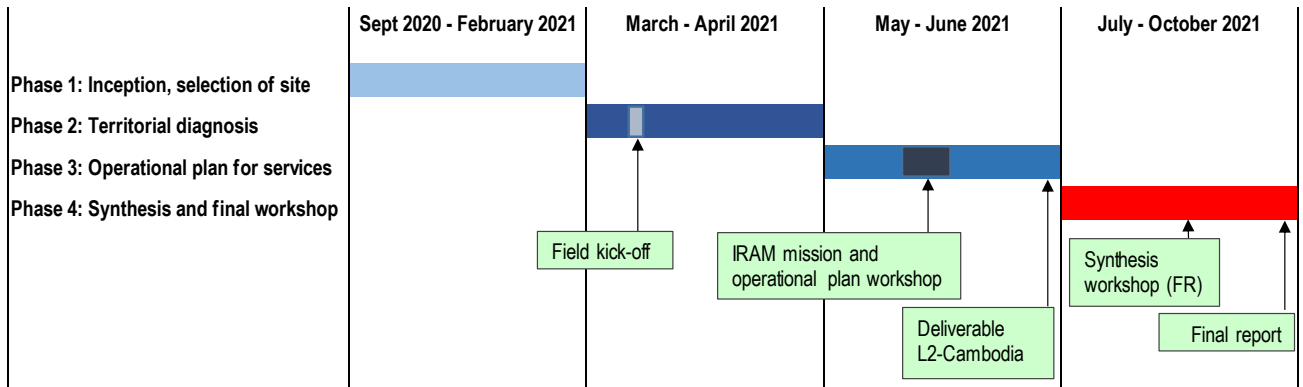 Sept 2020 - February 2021
March - April 2021
May - June 2021
July - October 2021
Phase 1: Inception, selection of site
Phase 2: Territorial diagnosis
Phase 3: Operational plan for services
Phase 4: Synthesis and final workshop
Field kick-off
IRAM mission and
operational plan workshop
Deliverable
L2-Cambodia
Synthesis
workshop (FR)
Final report